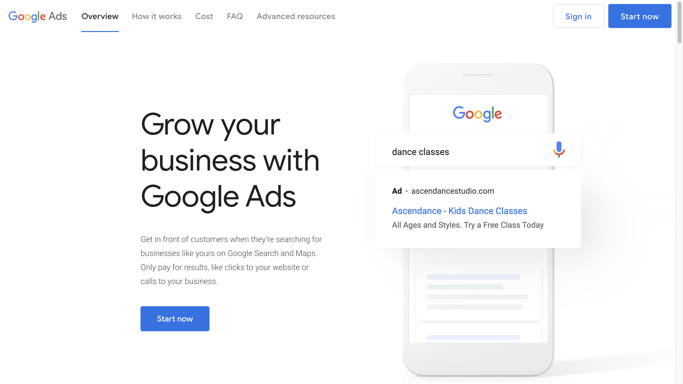 Google Ads
Overview
How it works
Cost
FAQ
Advanced resources
Sign in
Start now
Grow your
business with
Google Ads
Get in front of customers when they're searching for
businesses like yours on Google Search and Maps.
Only pay for results, like clicks to your website or
calls to your business.
Start now
Google
dance classes
Ad · ascendancestudio.com
Ascendance - Kids Dance Classes
All Ages and Styles. Try a Free Class Today